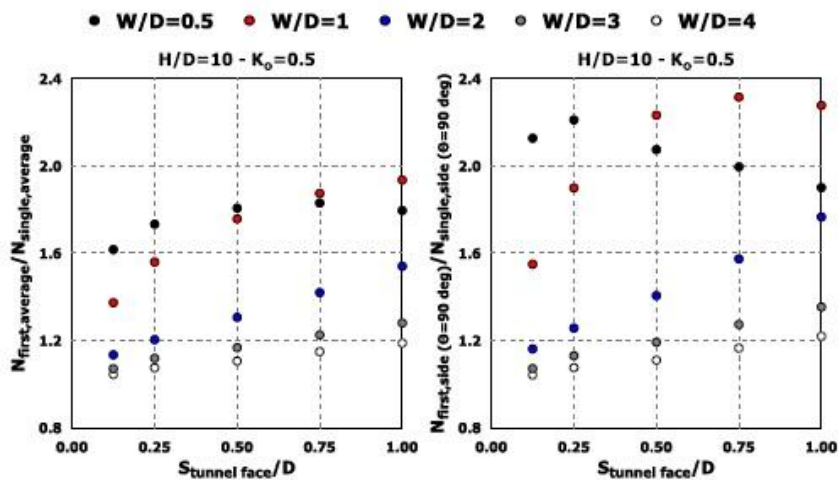 W/D=0.5 W/D=1 W/D=2 W/D=3 W/D=4
H/D=10 - Ko=0.5
2.4
2.0
1.6
1.2
0.8
Nfirst,average/Nsingle,average
0.00 0.25 0.50 0.75 1.00
Stunnel face/D
H/D=10 - Ko=0.5
2.4
2.0
1.6
1.2
0.8
Nfirst,side (Θ=90 deg)/Nsingle,side (Θ=90 deg)
0.00 0.25 0.50 0.75 1.00
Stunnel face/D